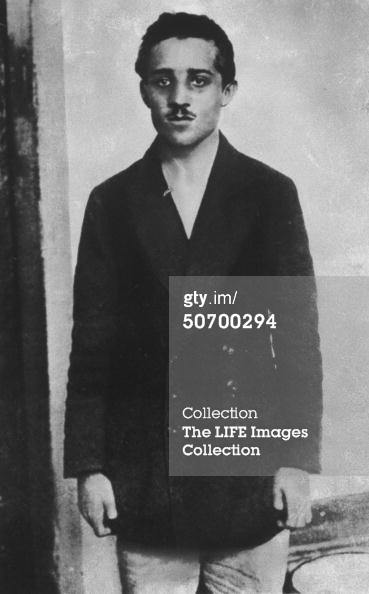 gty.im/
50700294
Collection
The LIFE Images
Collection